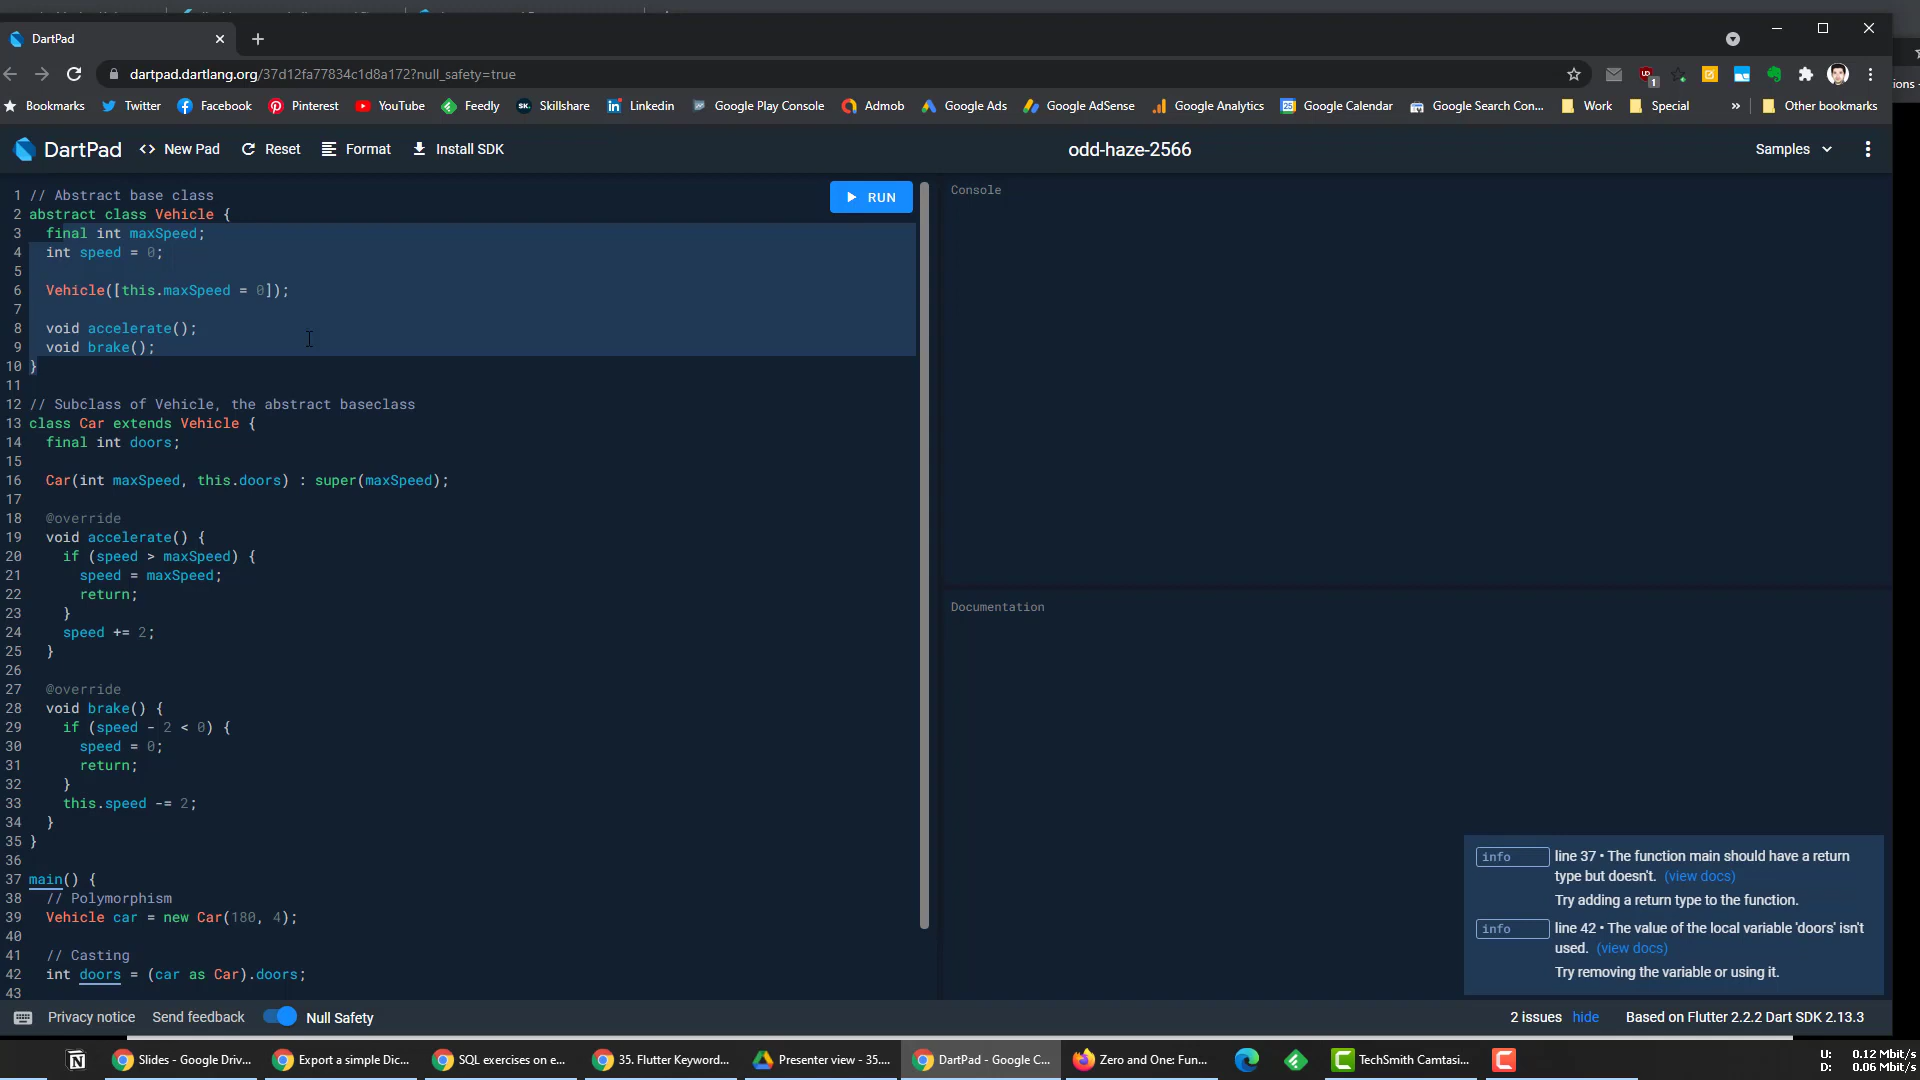 DartPad
dartpad.dartlang.org/37d12fa77834c1d8a172?null_safety=true
ions
Bookmarks Twitter Facebook Pinterest YouTube Feedly Skillshare Linkedin Google Play Console Admob Google Ads Google AdSense Google Analytics Google Calendar Google Search Con... Work Special » Other bookmarks
DartPad <> New Pad Reset Format Install SDK odd-haze-2566 Samples
RUN
1 // Abstract base class
2 abstract class Vehicle {
3 final int maxSpeed;
4 int speed = 0;
5
6 Vehicle([this.maxSpeed = 0]);
7
8 void accelerate();
9 void brake();
10 }
11
12 // Subclass of Vehicle, the abstract baseclass
13 class Car extends Vehicle {
14 final int doors;
15
16 Car(int maxSpeed, this.doors) : super(maxSpeed);
17
18 @override
19 void accelerate() {
20 if (speed > maxSpeed) {
21 speed = maxSpeed;
22 return;
23 }
24 speed += 2;
25 }
26
27 @override
28 void brake() {
29 if (speed - 2 < 0) {
30 speed = 0;
31 return;
32 }
33 this.speed -= 2;
34 }
35 }
36
37 main() {
38 // Polymorphism
39 Vehicle car = new Car(180, 4);
40
41 // Casting
42 int doors = (car as Car).doors;
43
Console
Documentation
info line 37 • The function main should have a return
type but doesn't. (view docs)
Try adding a return type to the function.
info line 42 • The value of the local variable 'doors' isn't
used. (view docs)
Try removing the variable or using it.
Privacy notice Send feedback Null Safety 2 issues hide Based on Flutter 2.2.2 Dart SDK 2.13.3
Slides - Google Driv... Export a simple Dic... SQL exercises on e... 35. Flutter Keyword... Presenter view - 35.... DartPad - Google C... Zero and One: Fun... TechSmith Camtasi...
U: 0.12 Mbit/s
D: 0.06 Mbit/s